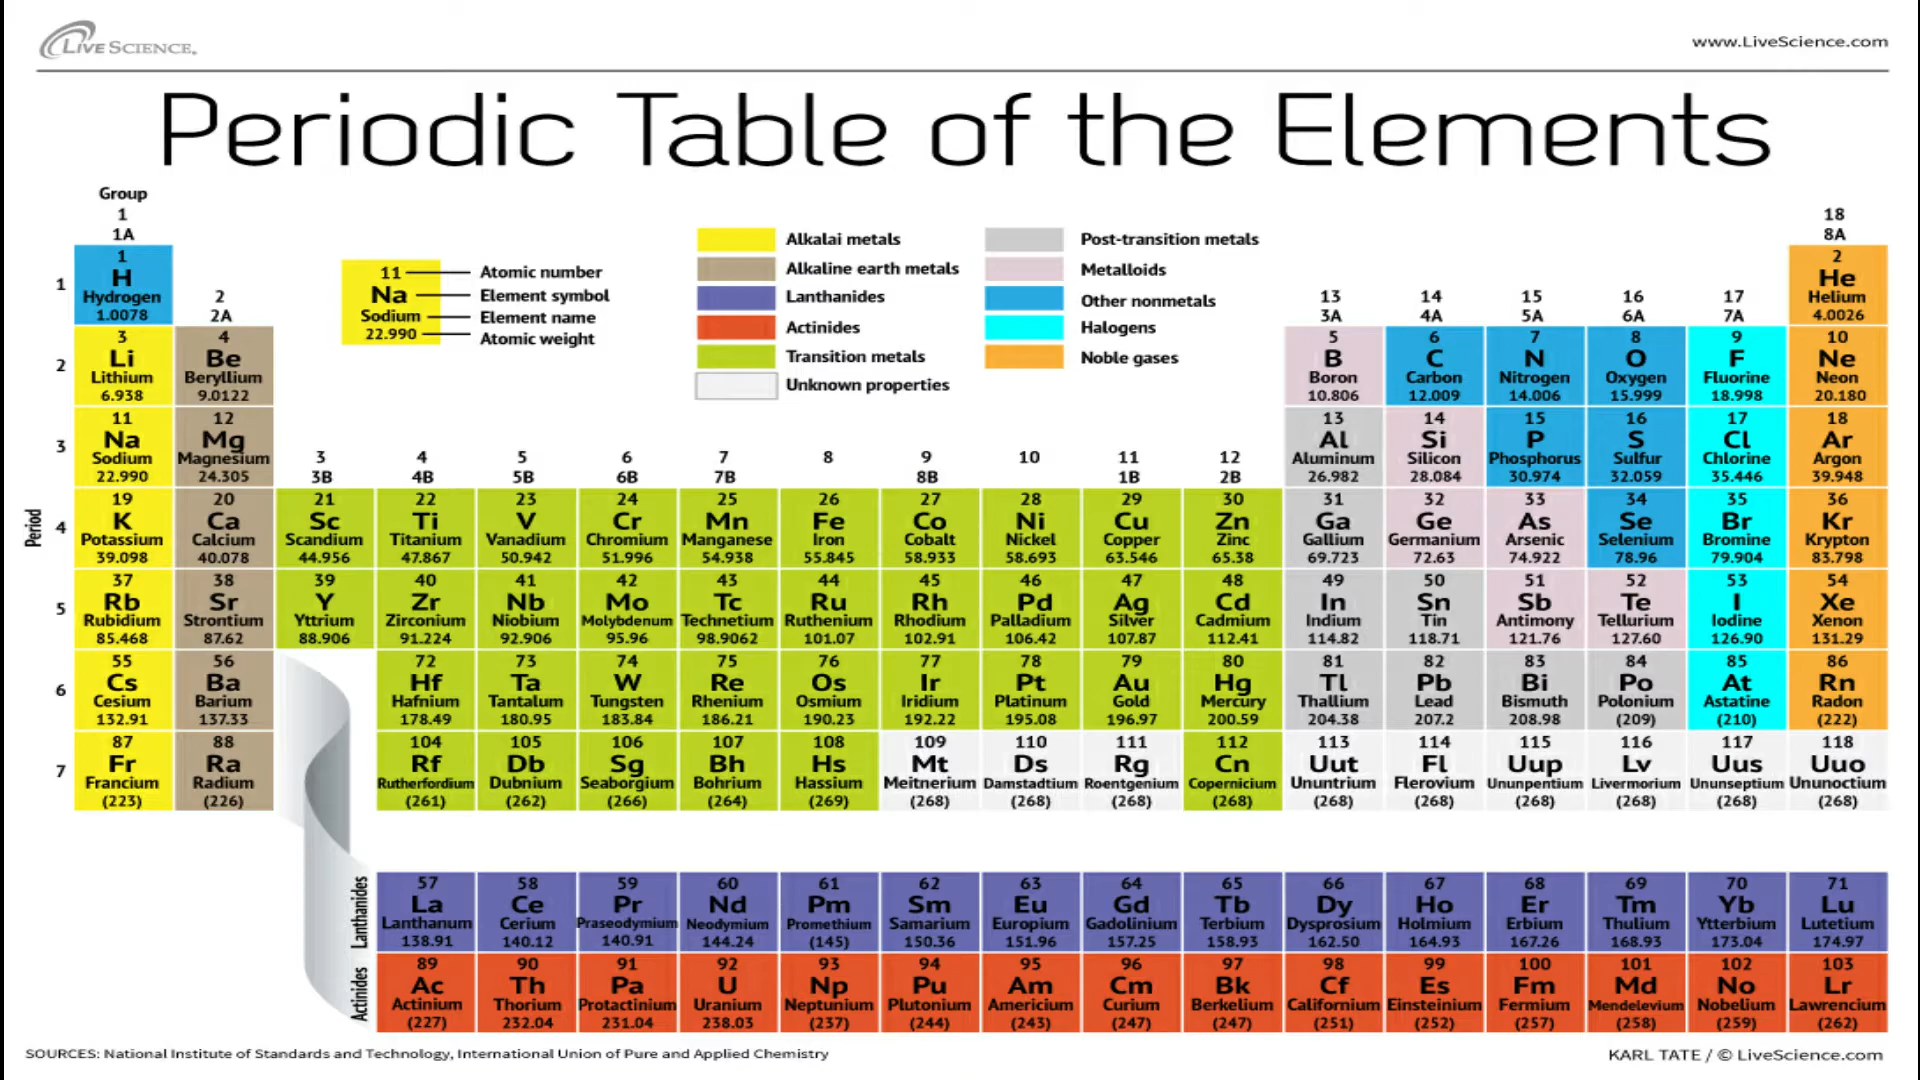 LIVESCIENCE.
www.LiveScience.com
Periodic Table of the Elements
Group
1
1A
18
8A
Alkalai metals
Alkaline earth metals
Lanthanides
Actinides
Transition metals
Unknown properties
Post-transition metals
Metalloids
Other nonmetals
Halogens
Noble gases
11 Atomic number
Na Element symbol
Sodium Element name
22.990 Atomic weight
2 13 14 15 16 17
2A 3A 4A 5A 6A 7A
Period
1
1 2
H He
Hydrogen Helium
1.0078 4.0026
2
3 4 5 6 7 8 9 10
Li Be B C N O F Ne
Lithium Beryllium Boron Carbon Nitrogen Oxygen Fluorine Neon
6.938 9.0122 10.806 12.009 14.006 15.999 18.998 20.180
3
11 12 13 14 15 16 17 18
Na Mg Al Si P S Cl Ar
Sodium Magnesium Aluminum Silicon Phosphorus Sulfur Chlorine Argon
22.990 24.305 26.982 28.084 30.974 32.059 35.446 39.948
3 4 5 6 7 8 9 10 11 12
3B 4B 5B 6B 7B 8B 1B 2B
4
19 20 21 22 23 24 25 26 27 28 29 30 31 32 33 34 35 36
K Ca Sc Ti V Cr Mn Fe Co Ni Cu Zn Ga Ge As Se Br Kr
Potassium Calcium Scandium Titanium Vanadium Chromium Manganese Iron Cobalt Nickel Copper Zinc Gallium Germanium Arsenic Selenium Bromine Krypton
39.098 40.078 44.956 47.867 50.942 51.996 54.938 55.845 58.933 58.693 63.546 65.38 69.723 72.63 74.922 78.96 79.904 83.798
5
37 38 39 40 41 42 43 44 45 46 47 48 49 50 51 52 53 54
Rb Sr Y Zr Nb Mo Tc Ru Rh Pd Ag Cd In Sn Sb Te I Xe
Rubidium Strontium Yttrium Zirconium Niobium Molybdenum Technetium Ruthenium Rhodium Palladium Silver Cadmium Indium Tin Antimony Tellurium Iodine Xenon
85.468 87.62 88.906 91.224 92.906 95.96 98.9062 101.07 102.91 106.42 107.87 112.41 114.82 118.71 121.76 127.60 126.90 131.29
6
55 56 72 73 74 75 76 77 78 79 80 81 82 83 84 85 86
Cs Ba Hf Ta W Re Os Ir Pt Au Hg Tl Pb Bi Po At Rn
Cesium Barium Hafnium Tantalum Tungsten Rhenium Osmium Iridium Platinum Gold Mercury Thallium Lead Bismuth Polonium Astatine Radon
132.91 137.33 178.49 180.95 183.84 186.21 190.23 192.22 195.08 196.97 200.59 204.38 207.2 208.98 (209) (210) (222)
7
87 88 104 105 106 107 108 109 110 111 112 113 114 115 116 117 118
Fr Ra Rf Db Sg Bh Hs Mt Ds Rg Cn Uut Fl Uup Lv Uus Uuo
Francium Radium Rutherfordium Dubnium Seaborgium Bohrium Hassium Meitnerium Damstadtium Roentgenium Copernicium Ununtrium Flerovium Ununpentium Livermorium Ununseptium Ununoctium
(223) (226) (261) (262) (266) (264) (269) (268) (268) (268) (268) (268) (268) (268) (268) (268) (268)
Lanthanides
57 58 59 60 61 62 63 64 65 66 67 68 69 70 71
La Ce Pr Nd Pm Sm Eu Gd Tb Dy Ho Er Tm Yb Lu
Lanthanum Cerium Praseodymium Neodymium Promethium Samarium Europium Gadolinium Terbium Dysprosium Holmium Erbium Thulium Ytterbium Lutetium
138.91 140.12 140.91 144.24 (145) 150.36 151.96 157.25 158.93 162.50 164.93 167.26 168.93 173.04 174.97
Actinides
89 90 91 92 93 94 95 96 97 98 99 100 101 102 103
Ac Th Pa U Np Pu Am Cm Bk Cf Es Fm Md No Lr
Actinium Thorium Protactinium Uranium Neptunium Plutonium Americium Curium Berkelium Californium Einsteinium Fermium Mendelevium Nobelium Lawrencium
(227) 232.04 231.04 238.03 (237) (244) (243) (247) (247) (251) (252) (257) (258) (259) (262)
SOURCES: National Institute of Standards and Technology, International Union of Pure and Applied Chemistry
KARL TATE / © LiveScience.com